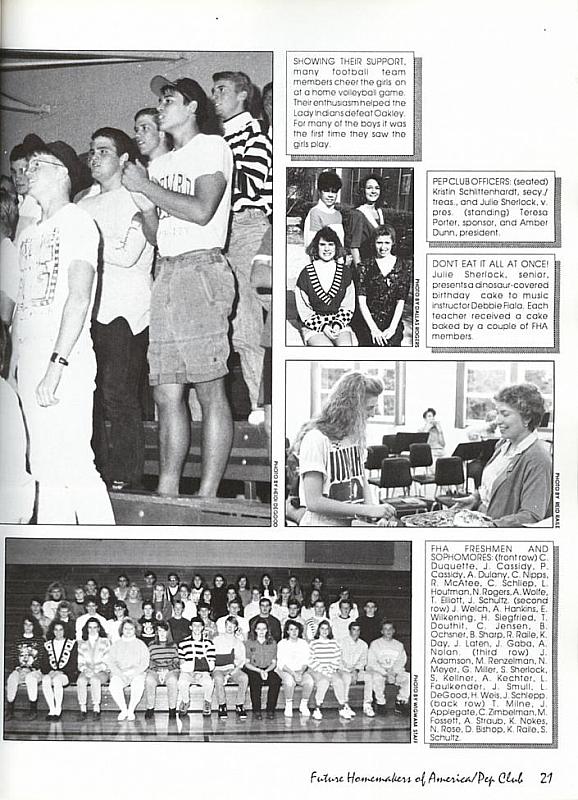 SHOWING THEIR SUPPORT,
many football team
members cheer the girls on
at a home volleyball game.
Their enthusiasm helped the
Lady Indians defeat Oakley.
For many of the boys it was
the first time they saw the
girls play.
PEP CLUB OFFICERS: (seated)
Kristin Schlittenhardt, secy./
treas., and Julie Sherlock, v.
pres. (standing) Teresa
Porter, sponsor, and Amber
Dunn, president.
PHOTO BY DALLAS ROGERS
DON'T EAT IT ALL AT ONCE!
Julie Sherlock, senior,
presents a dinosaur-covered
birthday cake to music
instructor Debbie Fiala. Each
teacher received a cake
baked by a couple of FHA
members.
PHOTO BY HEIDI DEGOOD
PHOTO BY ROD RAILE
FHA FRESHMEN AND
SOPHOMORES: (front row) C.
Duquette, J. Cassidy, P.
Cassidy, A. Dulany, C. Nipps,
R. McAtee, C. Schliep, L.
Houtman, N. Rogers, A. Wolfe,
T. Elliott, J. Schultz. (second
row) J. Welch, A. Hankins, E.
Wilkening, H. Siegfried, T.
Douthit, C. Jensen, B.
Ochsner, B. Sharp, R. Raile, K.
Day, J. Laten, J. Gaba, A.
Nolan. (third row) J.
Adamson, M. Renzelman, N.
Meyer, G. Miller, S. Sherlock,
S. Kellner, A. Kechter, L.
Faulkender, J. Smull, L.
DeGood, H. Weis, J. Schlepp.
(back row) T. Milne, J.
Applegate, C. Zimbelman, M.
Fossett, A. Straub, K. Nokes,
N. Rose, D. Bishop, K. Raile, S.
Schultz.
PHOTO BY WIGWAM STAFF
Future Homemakers of America/Pep Club 21